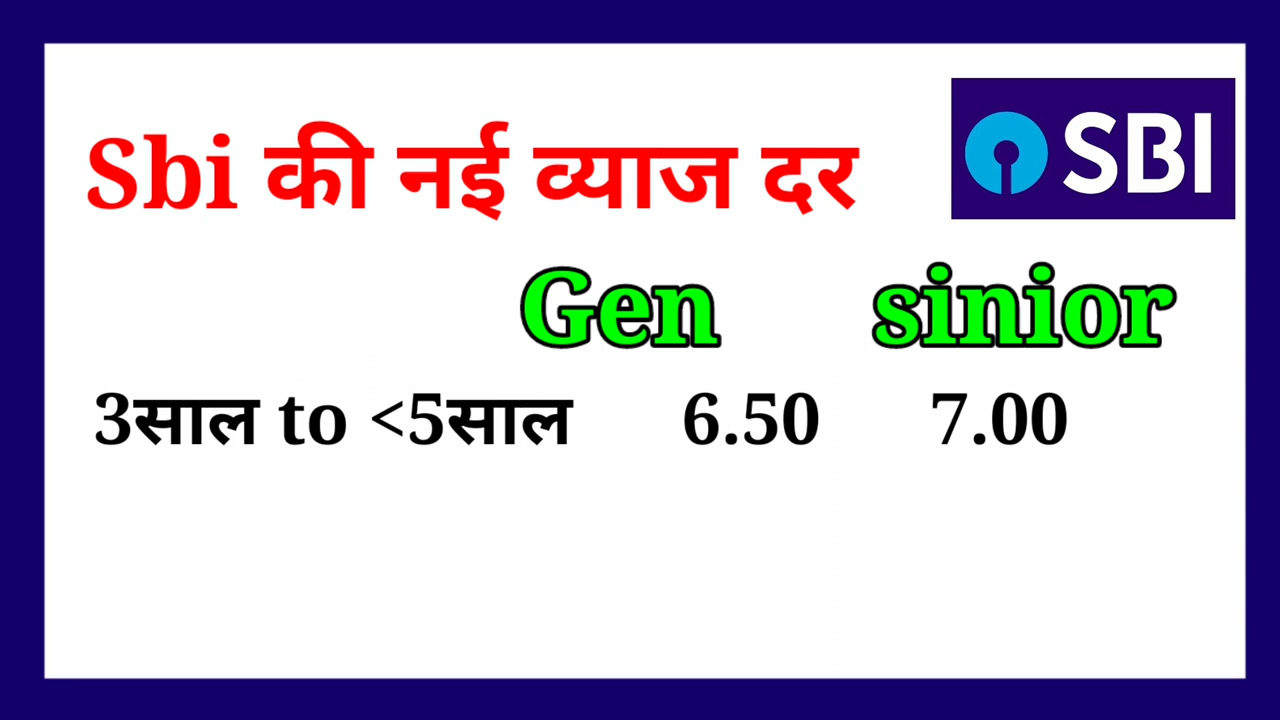 Sbi की नई व्याज दर
SBI
Gen sinior
3साल to <5साल 6.50 7.00